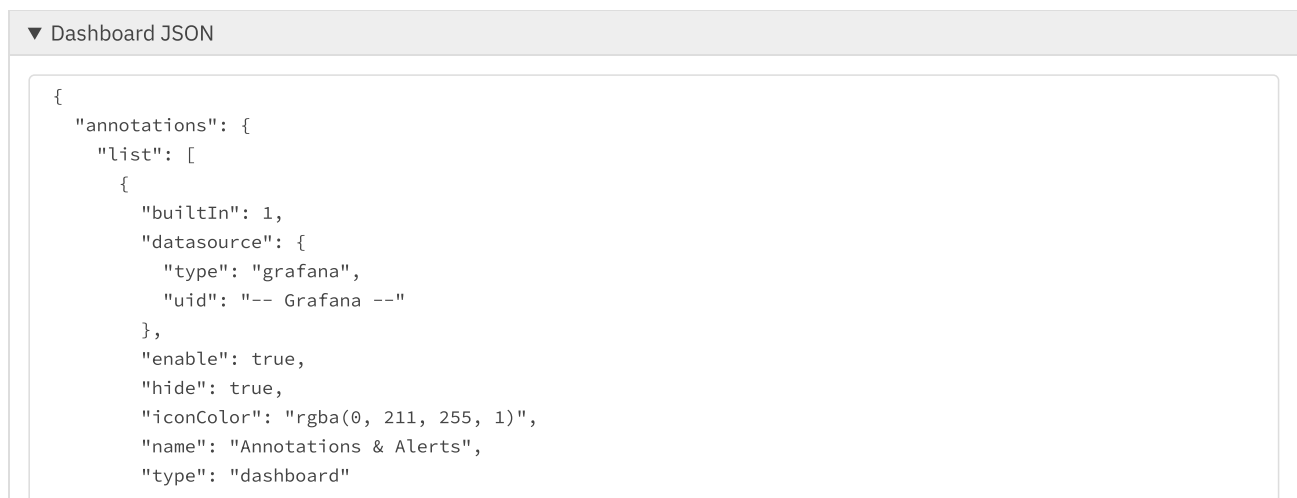 ▼ Dashboard JSON
{
  "annotations": {
    "list": [
      {
        "builtIn": 1,
        "datasource": {
          "type": "grafana",
          "uid": "-- Grafana --"
        },
        "enable": true,
        "hide": true,
        "iconColor": "rgba(0, 211, 255, 1)",
        "name": "Annotations & Alerts",
        "type": "dashboard"